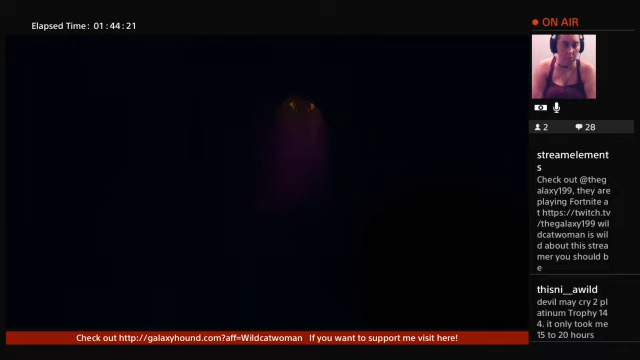 Elapsed Time: 01:44:21
ON AIR
2
28
streamelement
s
Check out @theg
alaxy199, they are
playing Fortnite a
t https://twitch.tv
/thegalaxy199 wil
dcatwoman is wil
d about this strea
mer you should b
e
thisni__awild
devil may cry 2 pl
atinum Trophy 14
4. it only took me
15 to 20 hours
Check out http://galaxyhound.com?aff=Wildcatwoman If you want to support me visit here!